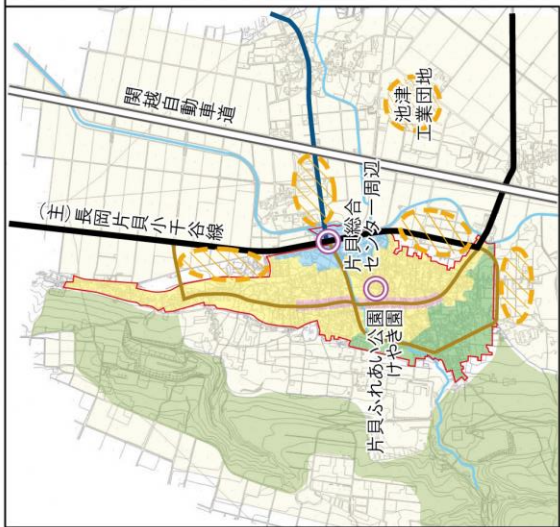 関越自動車道
(主)長岡片貝小千谷線
池津
工業団地
片貝総合
センター周辺
片貝ふれあい公園
けやき園